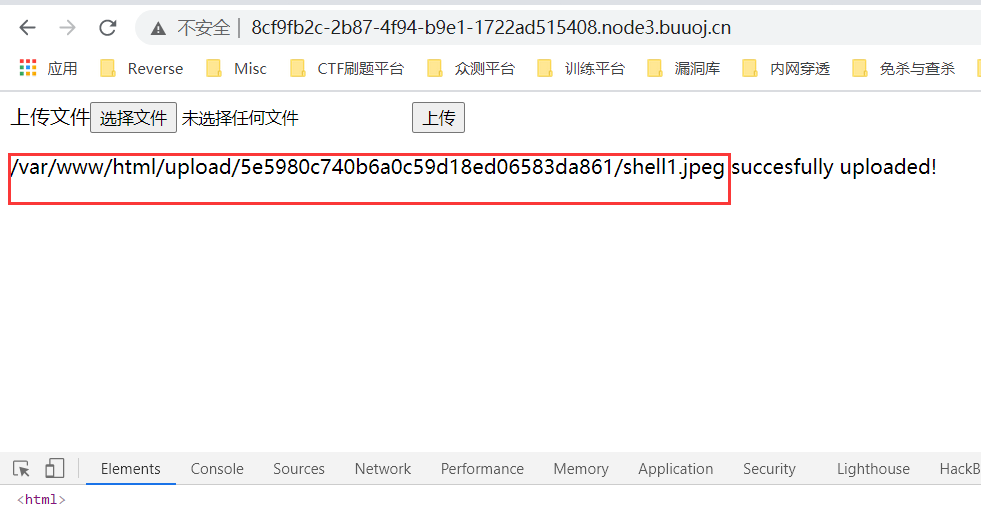 不安全 | 8cf9fb2c-2b87-4f94-b9e1-1722ad515408.node3.buuoj.cn
应用 Reverse Misc CTF刷题平台 众测平台 训练平台 漏洞库 内网穿透 免杀与查杀
上传文件 选择文件 未选择任何文件 上传
/var/www/html/upload/5e5980c740b6a0c59d18ed06583da861/shell1.jpeg succesfully uploaded!
Elements Console Sources Network Performance Memory Application Security Lighthouse HackB
<html>